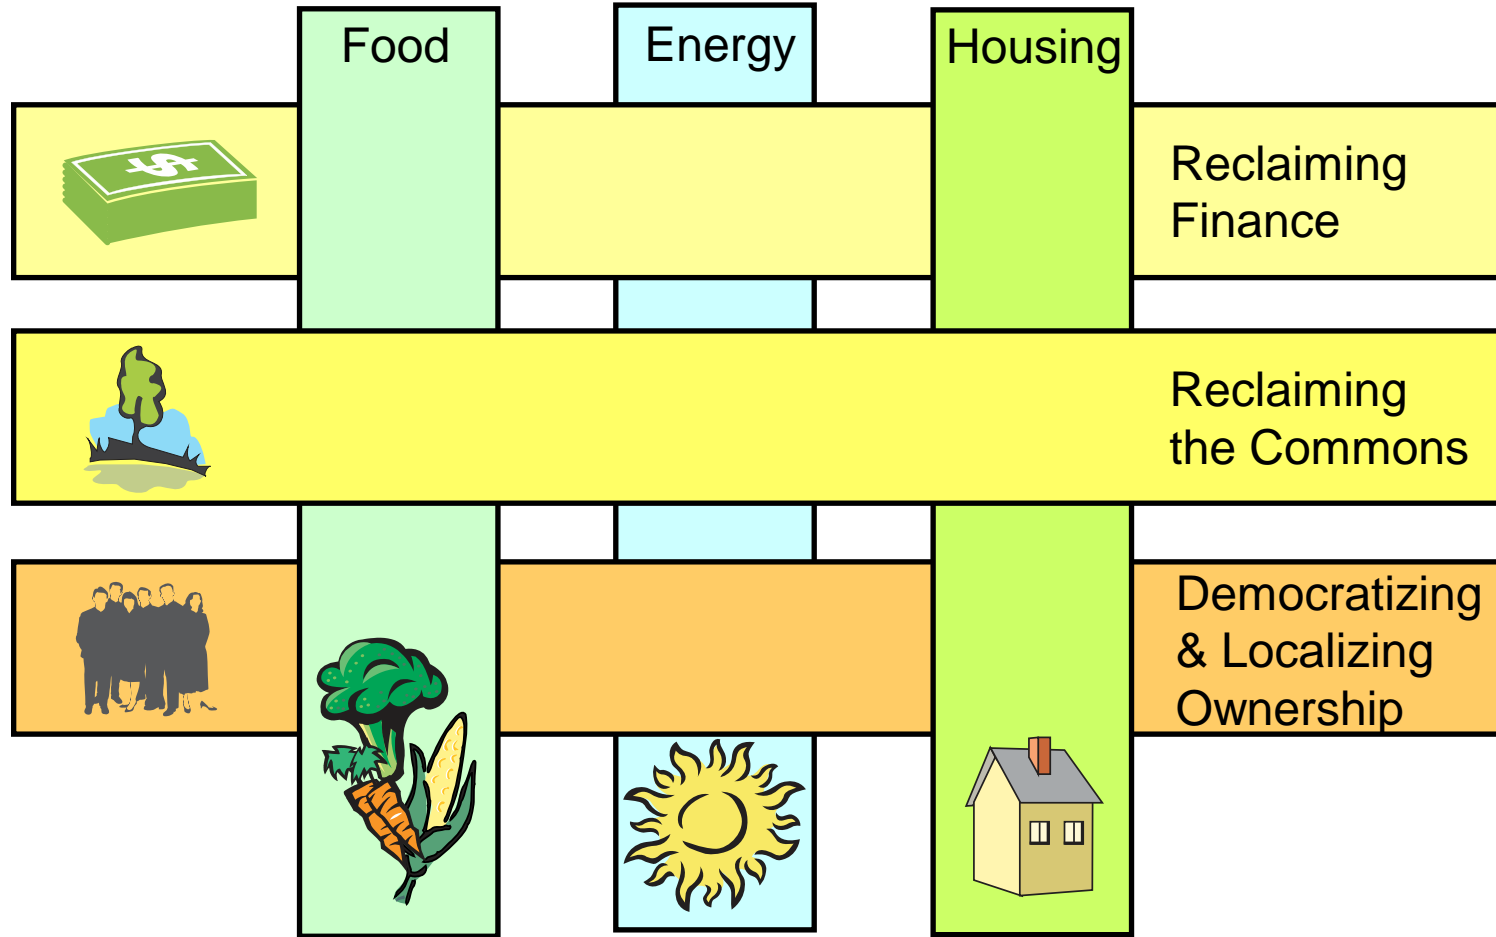 Food
Energy
Housing
Reclaiming
Finance
Reclaiming
the Commons
Democratizing
& Localizing
Ownership